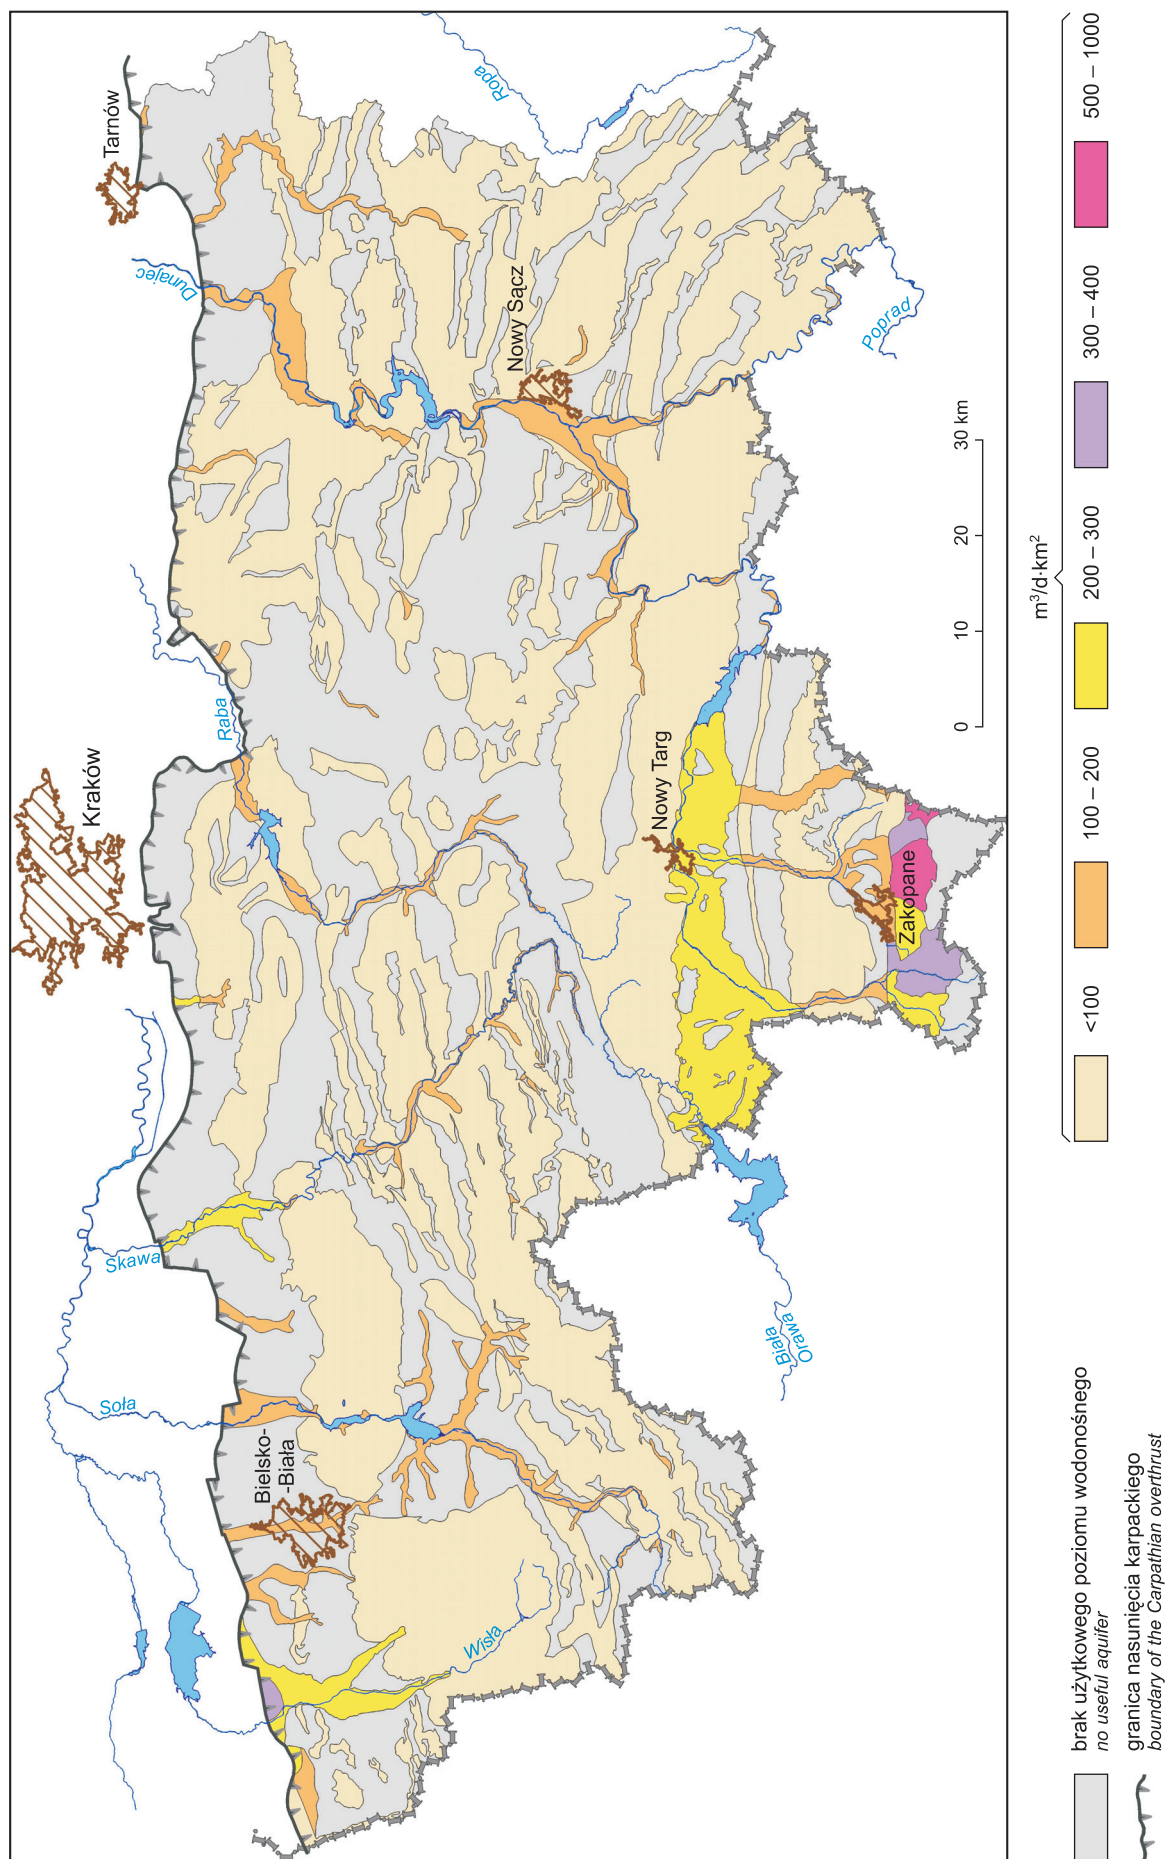 Kraków
Tarnów
Raba
Dunajec
Ropa
Skawa
Soła
Bielsko-
-Biała
Wisła
Nowy Sącz
Nowy Targ
Zakopane
Poprad
Biała
Orawa
0 10 20 30 km
m³/d·km²
<100
100 – 200
200 – 300
300 – 400
500 – 1000
brak użytkowego poziomu wodonośnego
no useful aquifer
granica nasunięcia karpackiego
boundary of the Carpathian overthrust